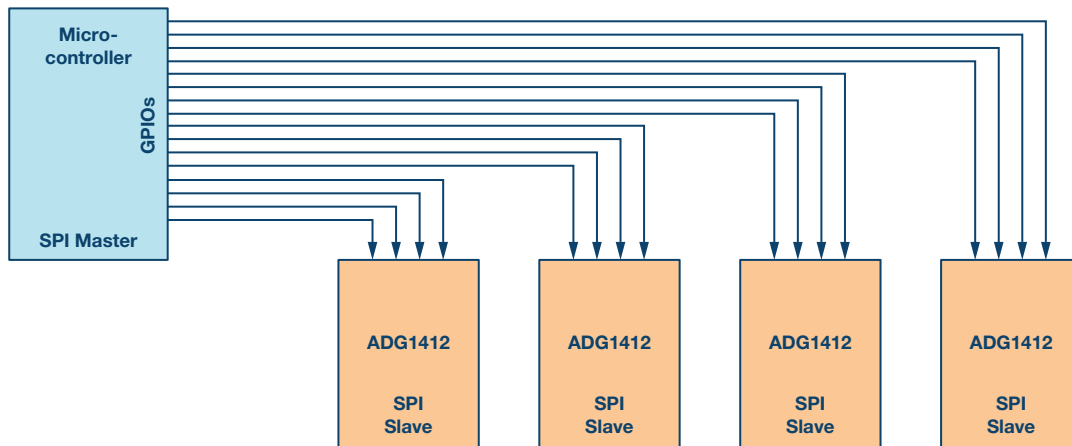 Micro-
controller
GPIOs
SPI Master
ADG1412
SPI
Slave
ADG1412
SPI
Slave
ADG1412
SPI
Slave
ADG1412
SPI
Slave